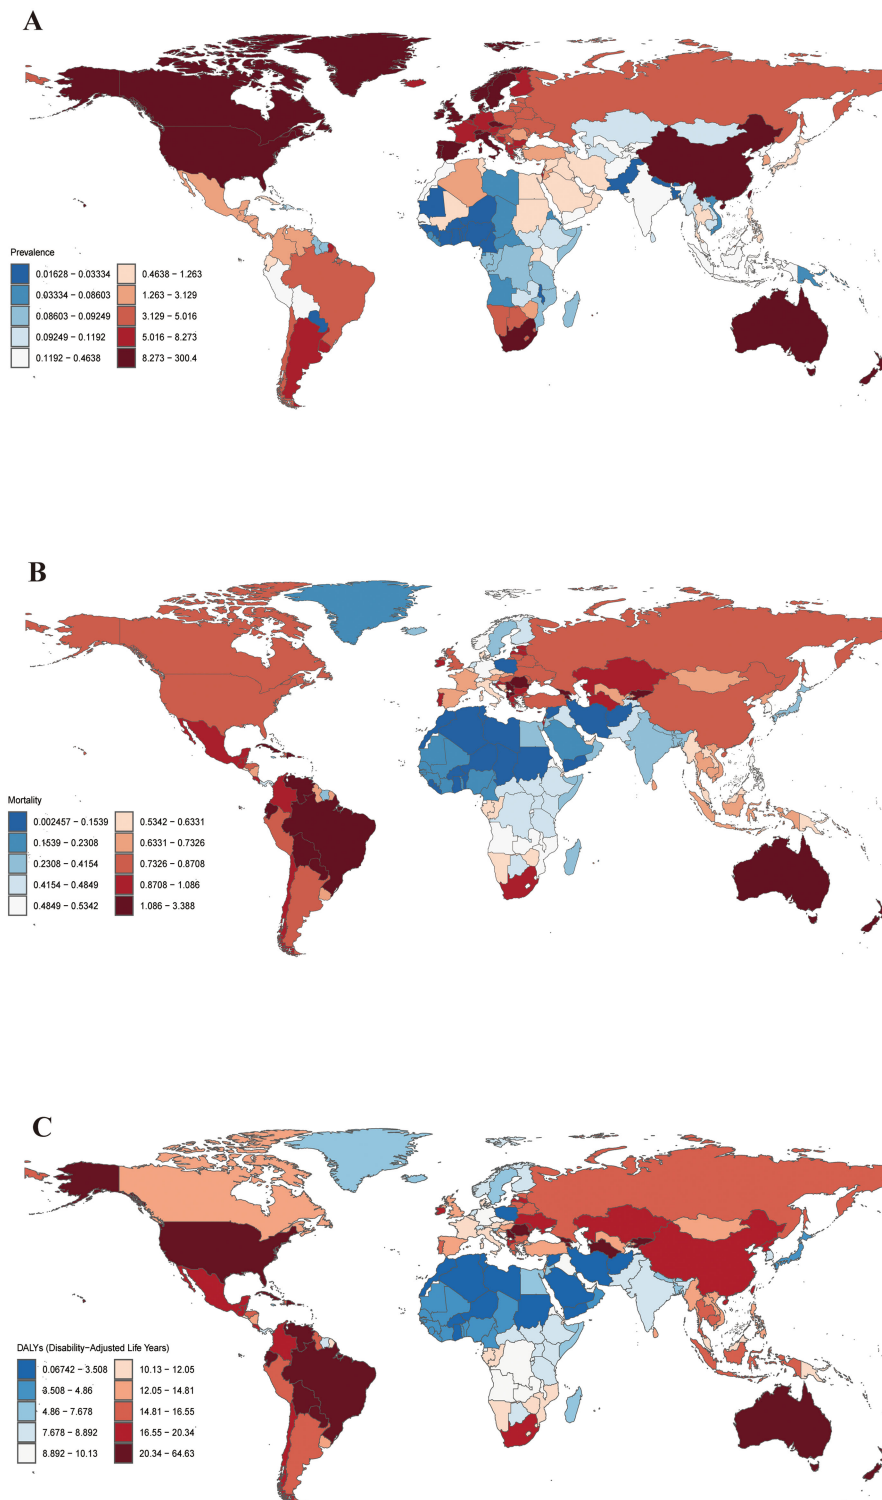 A
Prevalence
0.01628 – 0.03334 0.4638 – 1.263
0.03334 – 0.08603 1.263 – 3.129
0.08603 – 0.09249 3.129 – 5.016
0.09249 – 0.1192 5.016 – 8.273
0.1192 – 0.4638 8.273 – 300.4
B
Mortality
0.002457 – 0.1539 0.5342 – 0.6331
0.1539 – 0.2308 0.6331 – 0.7326
0.2308 – 0.4154 0.7326 – 0.8708
0.4154 – 0.4849 0.8708 – 1.086
0.4849 – 0.5342 1.086 – 3.388
C
DALYs (Disability−Adjusted Life Years)
0.06742 – 3.508 10.13 – 12.05
3.508 – 4.86 12.05 – 14.81
4.86 – 7.678 14.81 – 16.55
7.678 – 8.892 16.55 – 20.34
8.892 – 10.13 20.34 – 64.63